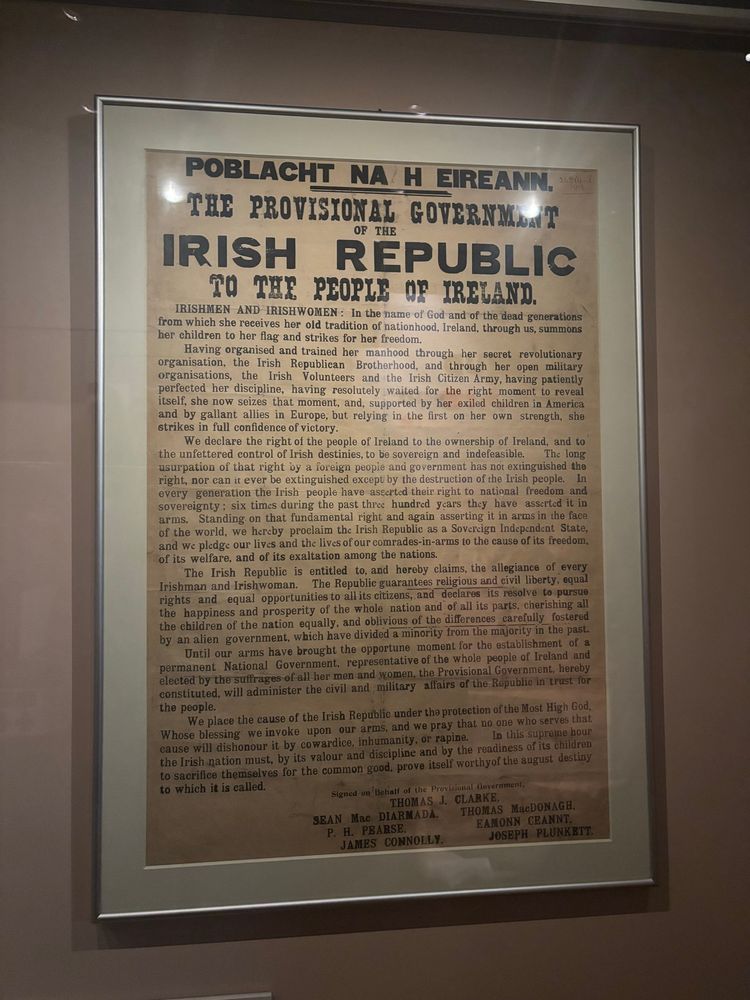 POBLACHT NA H EIREANN.
THE PROVISIONAL GOVERNMENT
OF THE
IRISH REPUBLIC
TO THE PEOPLE OF IRELAND.
IRISHMEN AND IRISHWOMEN : In the name of God and of the dead generations
from which she receives her old tradition of nationhood, Ireland, through us, summons
her children to her flag and strikes for her freedom.
Having organised and trained her manhood through her secret revolutionary
organisation, the Irish Republican Brotherhood, and through her open military
organisations, the Irish Volunteers and the Irish Citizen Army, having patiently
perfected her discipline, having resolutely waited for the right moment to reveal
itself, she now seizes that moment, and, supported by her exiled children in America
and by gallant allies in Europe, but relying in the first on her own strength, she
strikes in full confidence of victory.
We declare the right of the people of Ireland to the ownership of Ireland, and to
the unfettered control of Irish destinies, to be sovereign and indefeasible. The long
usurpation of that right by a foreign people and government has not extinguished the
right, nor can it ever be extinguished except by the destruction of the Irish people. In
every generation the Irish people have asserted their right to national freedom and
sovereignty ; six times during the past three hundred years they have asserted it in
arms. Standing on that fundamental right and again asserting it in arms in the face
of the world, we hereby proclaim the Irish Republic as a Sovereign Independent State,
and we pledge our lives and the lives of our comrades-in-arms to the cause of its freedom,
of its welfare, and of its exaltation among the nations.
The Irish Republic is entitled to, and hereby claims, the allegiance of every
Irishman and Irishwoman. The Republic guarantees religious and civil liberty, equal
rights and equal opportunities to all its citizens, and declares its resolve to pursue
the happiness and prosperity of the whole nation and of all its parts, cherishing all
the children of the nation equally, and oblivious of the differences carefully fostered
by an alien government, which have divided a minority from the majority in the past.
Until our arms have brought the opportune moment for the establishment of a
permanent National Government, representative of the whole people of Ireland and
elected by the suffrages of all her men and women, the Provisional Government, hereby
constituted, will administer the civil and military affairs of the Republic in trust for
the people.
We place the cause of the Irish Republic under the protection of the Most High God,
Whose blessing we invoke upon our arms, and we pray that no one who serves that
cause will dishonour it by cowardice, inhumanity, or rapine. In this supreme hour
the Irish nation must, by its valour and discipline and by the readiness of its children
to sacrifice themselves for the common good, prove itself worthy of the august destiny
to which it is called.
Signed on Behalf of the Provisional Government,
THOMAS J. CLARKE,
SEAN Mac DIARMADA, THOMAS MacDONAGH,
P. H. PEARSE, EAMONN CEANNT,
JAMES CONNOLLY, JOSEPH PLUNKETT.